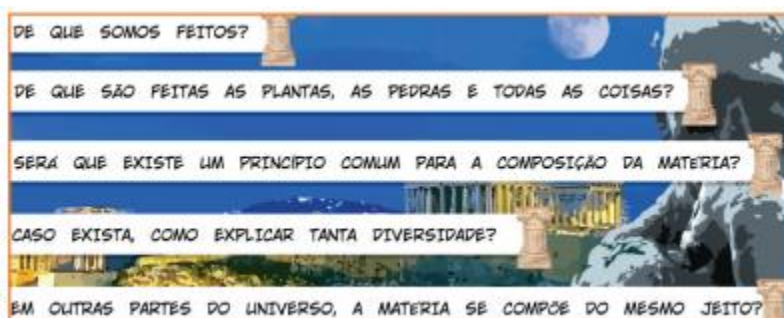 DE QUE SOMOS FEITOS?
DE QUE SÃO FEITAS AS PLANTAS, AS PEDRAS E TODAS AS COISAS?
SERÁ QUE EXISTE UM PRINCÍPIO COMUM PARA A COMPOSIÇÃO DA MATERIA?
CASO EXISTA, COMO EXPLICAR TANTA DIVERSIDADE?
EM OUTRAS PARTES DO UNIVERSO, A MATERIA SE COMPÕE DO MESMO JEITO?